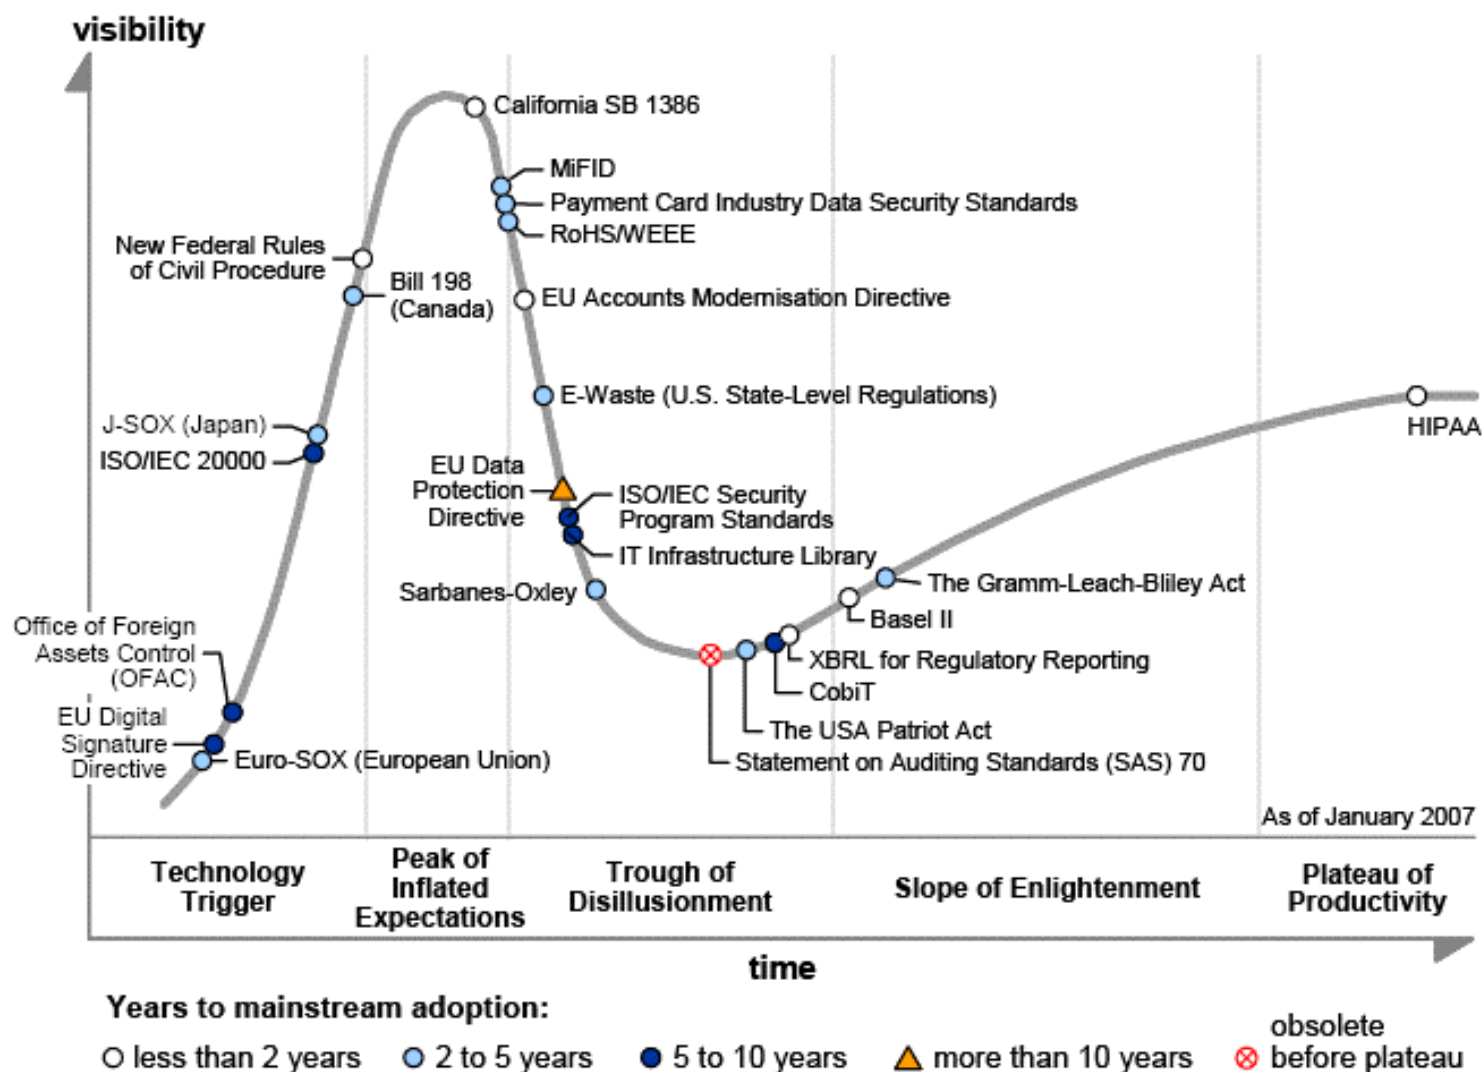 visibility
California SB 1386
MiFID
Payment Card Industry Data Security Standards
RoHS/WEEE
New Federal Rules
of Civil Procedure
Bill 198
(Canada)
EU Accounts Modernisation Directive
E-Waste (U.S. State-Level Regulations)
HIPAA
J-SOX (Japan)
ISO/IEC 20000
EU Data
Protection
Directive
ISO/IEC Security
Program Standards
IT Infrastructure Library
Sarbanes-Oxley
The Gramm-Leach-Bliley Act
Basel II
XBRL for Regulatory Reporting
CobiT
The USA Patriot Act
Statement on Auditing Standards (SAS) 70
Office of Foreign
Assets Control
(OFAC)
EU Digital
Signature
Directive
Euro-SOX (European Union)
As of January 2007
Technology
Trigger
Peak of
Inflated
Expectations
Trough of
Disillusionment
Slope of Enlightenment
Plateau of
Productivity
time
Years to mainstream adoption:
less than 2 years
2 to 5 years
5 to 10 years
more than 10 years
obsolete
before plateau